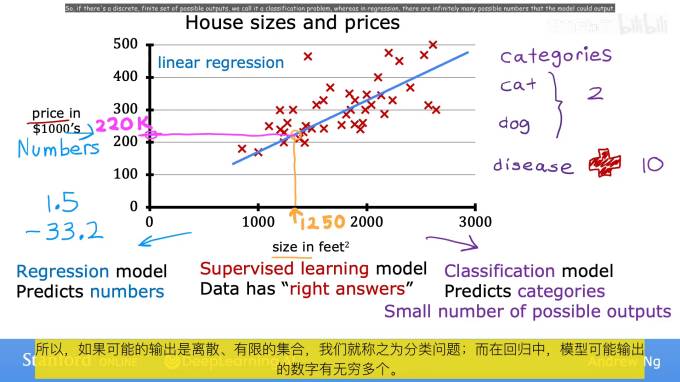 So, if there's a discrete, finite set of possible outputs, we call it a classification problem, whereas in regression, there are infinitely many possible numbers that the model could output.
bilibili
House sizes and prices
500
400
300
200
100
0
linear regression
price in
$1000's
220K
Numbers
1.5
-33.2
0
1000
2000
3000
1250
size in feet²
categories
cat
dog
2
disease
10
Regression model
Predicts numbers
Supervised learning model
Data has "right answers"
Classification model
Predicts categories
Small number of possible outputs
Stanford ONLINE
DeepLearning
Andrew Ng
所以，如果可能的输出是离散、有限的集合，我们就称之为分类问题；而在回归中，模型可能输出
的数字有无穷多个。